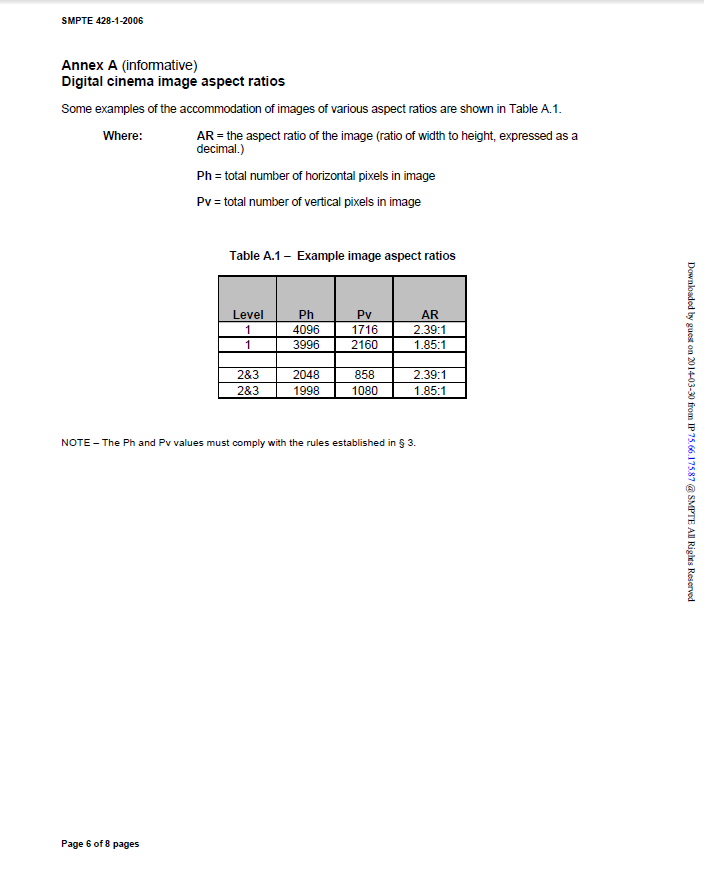 SMPTE 428-1-2006
Annex A (informative)
Digital cinema image aspect ratios
Some examples of the accommodation of images of various aspect ratios are shown in Table A.1.
Where: AR = the aspect ratio of the image (ratio of width to height, expressed as a
decimal.)
Ph = total number of horizontal pixels in image
Pv = total number of vertical pixels in image
Table A.1 – Example image aspect ratios
Level Ph Pv AR
1 4096 1716 2.39:1
1 3996 2160 1.85:1
2&3 2048 858 2.39:1
2&3 1998 1080 1.85:1
NOTE – The Ph and Pv values must comply with the rules established in § 3.
Page 6 of 8 pages
Downloaded by guest on 2014-03-30 from IP 75.66.175.87 @ SMPTE All Rights Reserved